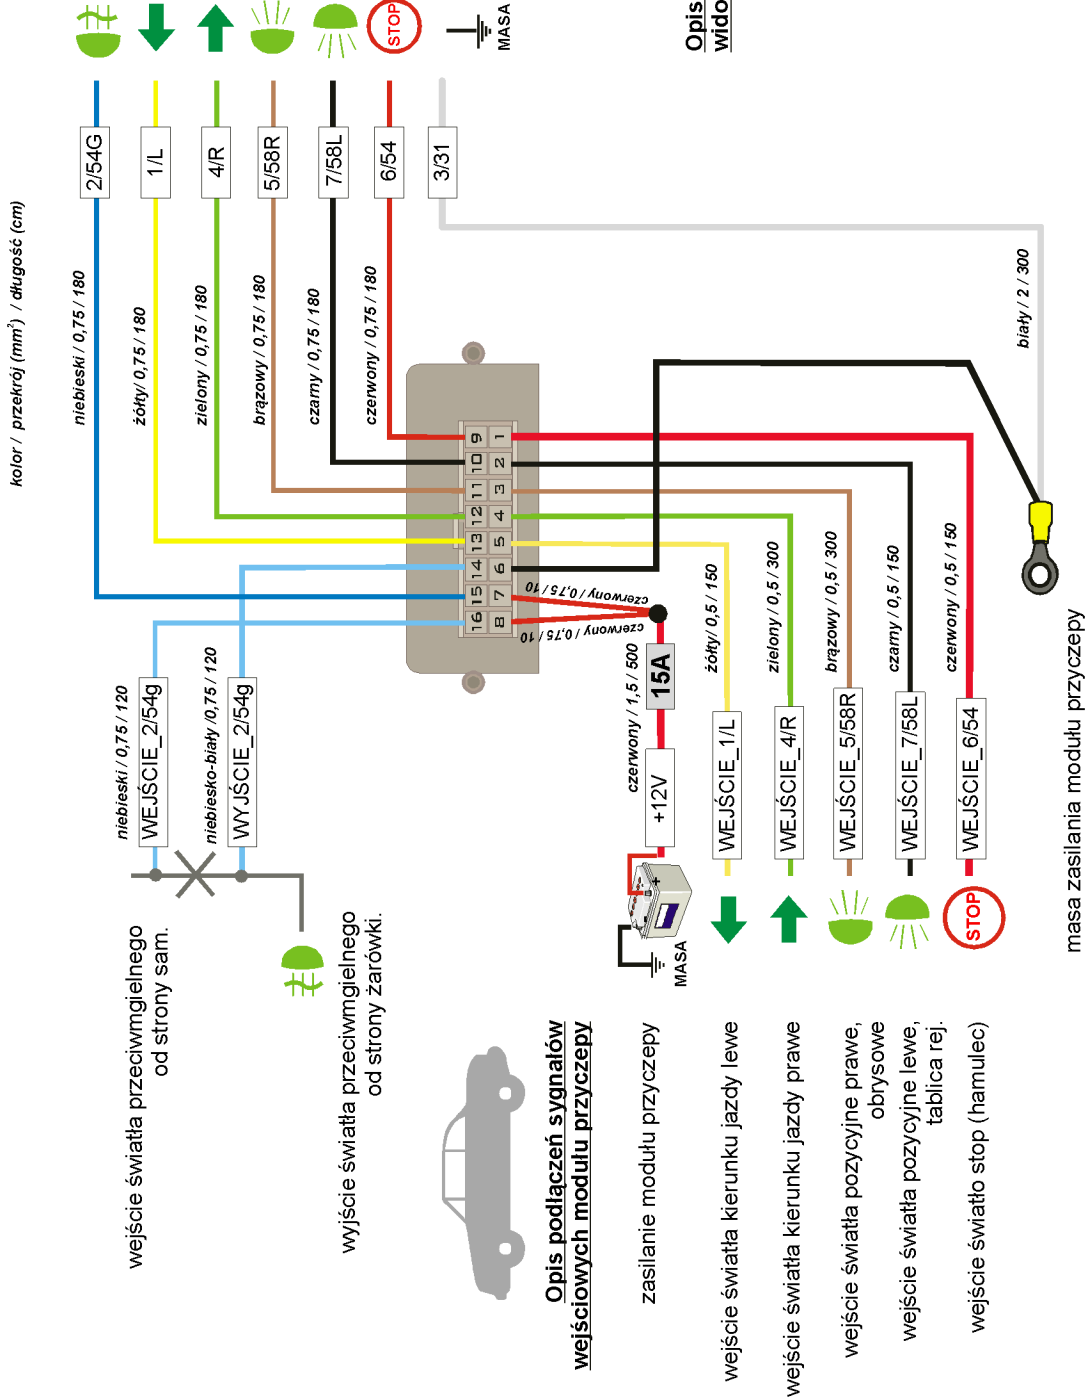 kolor / przekrój (mm²) / długość (cm)
2/54G
1/L
4/R
5/58R
7/58L
6/54
3/31
STOP
MASA
Opis
wido
niebieski / 0,75 / 180
żółty/ 0,75 / 180
zielony / 0,75 / 180
brązowy / 0,75 / 180
czarny / 0,75 / 180
czerwony / 0,75 / 180
biały / 2 / 300
16 15 14 13 12 11 10 9
8 7 6 5 4 3 2 1
czerwony / 0,75 / 10
czerwony / 0,75 / 10
niebieski / 0,75 / 120
WEJŚCIE_2/54g
niebiesko-biały /0,75 / 120
WYJŚCIE_2/54g
czerwony / 1,5 / 500
15A
+12V
żółty/ 0,5 / 150
WEJŚCIE_1/L
zielony / 0,5 / 300
WEJŚCIE_4/R
brązowy / 0,5 / 300
WEJŚCIE_5/58R
czarny / 0,5 / 150
WEJŚCIE_7/58L
czerwony / 0,5 / 150
WEJŚCIE_6/54
STOP
MASA
+
masa zasilania modułu przyczepy
wejście światła przeciwmgielnego
od strony sam.
wyjście światła przeciwmgielnego
od strony żarówki.
Opis podłączeń sygnałów
wejściowych modułu przyczepy
zasilanie modułu przyczepy
wejście światła kierunku jazdy lewe
wejście światła kierunku jazdy prawe
wejście światła pozycyjne prawe,
obrysowe
wejście światła pozycyjne lewe,
tablica rej.
wejście światło stop (hamulec)